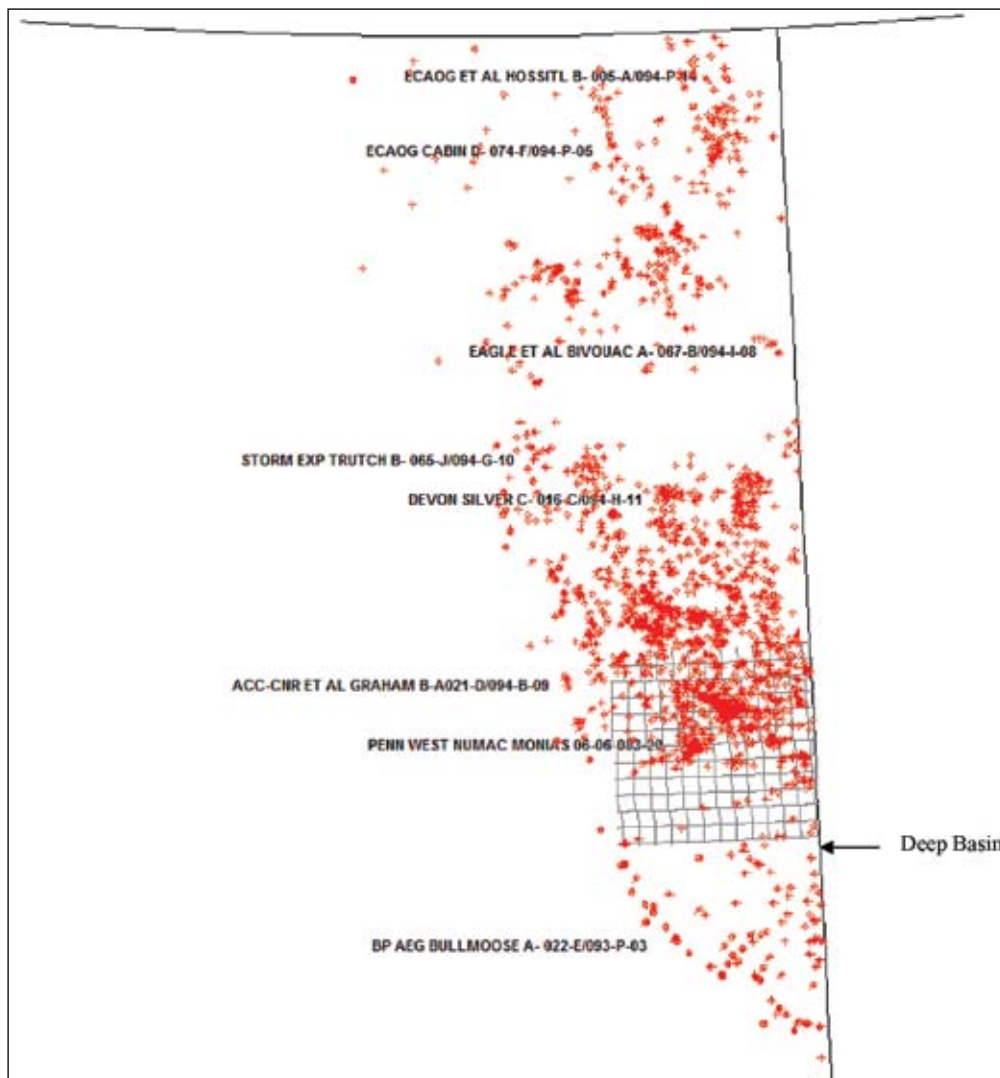 ECAOG ET AL HOSSITL B- 005-A/094-P-14
ECAOG CABIN D- 074-F/094-P-05
EAGLE ET AL BIVOUAC A- 067-B/094-I-08
STORM EXP TRUTCH B- 065-J/094-G-10
DEVON SILVER C- 016-C/094-H-11
ACC-CNR ET AL GRAHAM B-A021-D/094-B-09
PENN WEST NUMAC MONIAS 06-06-083-20
Deep Basin
BP AEG BULLMOOSE A- 022-E/093-P-03